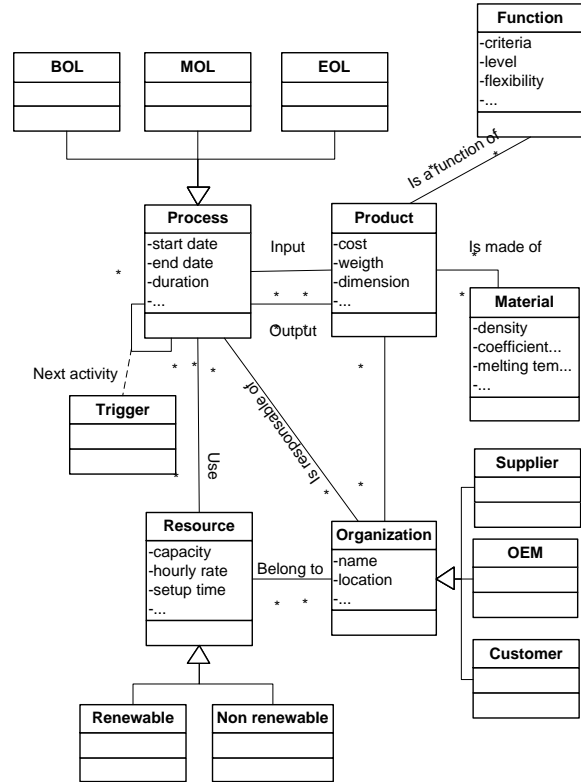 Function
-criteria
-level
-flexibility
-...
BOL
MOL
EOL
Is a function of
*
*
Process
-start date
-end date
-duration
-...
Product
-cost
-weigth
-dimension
-...
Input
*
*
Output
*
*
Is made of
*
*
Material
-density
-coefficient...
-melting tem...
-...
*
Next activity
*
*
*
*
Trigger
Use
*
Is responsable of
*
*
Supplier
Resource
-capacity
-hourly rate
-setup time
-...
Belong to
*
*
Organization
-name
-location
-...
OEM
Customer
Renewable
Non renewable